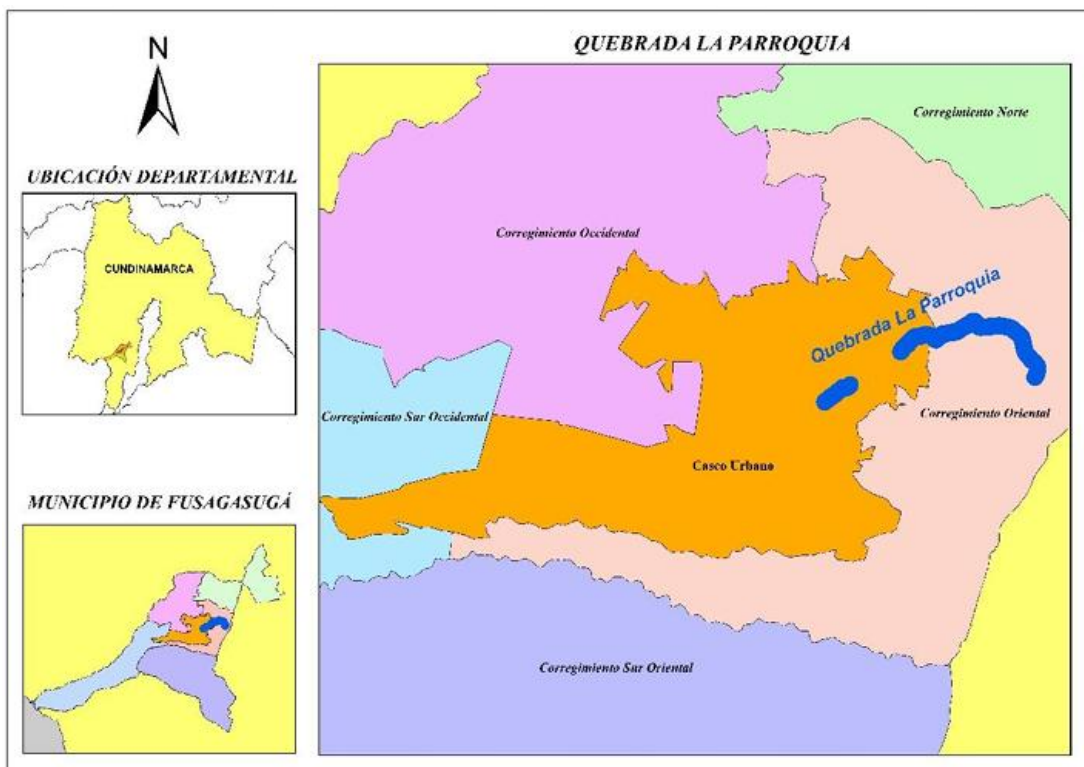 N
UBICACIÓN DEPARTAMENTAL
CUNDINAMARCA
MUNICIPIO DE FUSAGASUGÁ
QUEBRADA LA PARROQUIA
Corregimiento Norte
Corregimiento Occidental
Quebrada La Parroquia
Corregimiento Sur Occidental
Corregimiento Oriental
Casco Urbano
Corregimiento Sur Oriental